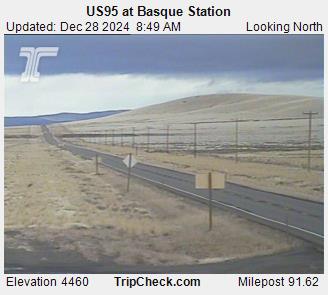 US95 at Basque Station
Updated: Dec 28 2024 8:49 AM Looking North
Elevation 4460 TripCheck.com Milepost 91.62